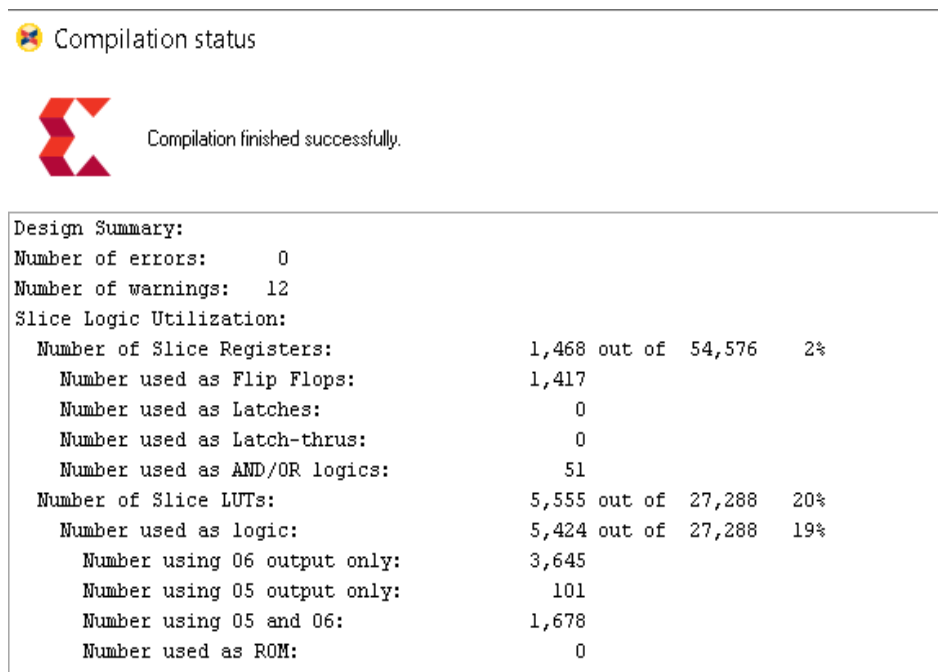 Compilation status
Compilation finished successfully.
Design Summary:
Number of errors: 0
Number of warnings: 12
Slice Logic Utilization:
Number of Slice Registers: 1,468 out of 54,576 2%
Number used as Flip Flops: 1,417
Number used as Latches: 0
Number used as Latch-thrus: 0
Number used as AND/OR logics: 51
Number of Slice LUTs: 5,555 out of 27,288 20%
Number used as logic: 5,424 out of 27,288 19%
Number using O6 output only: 3,645
Number using O5 output only: 101
Number using O5 and O6: 1,678
Number used as ROM: 0